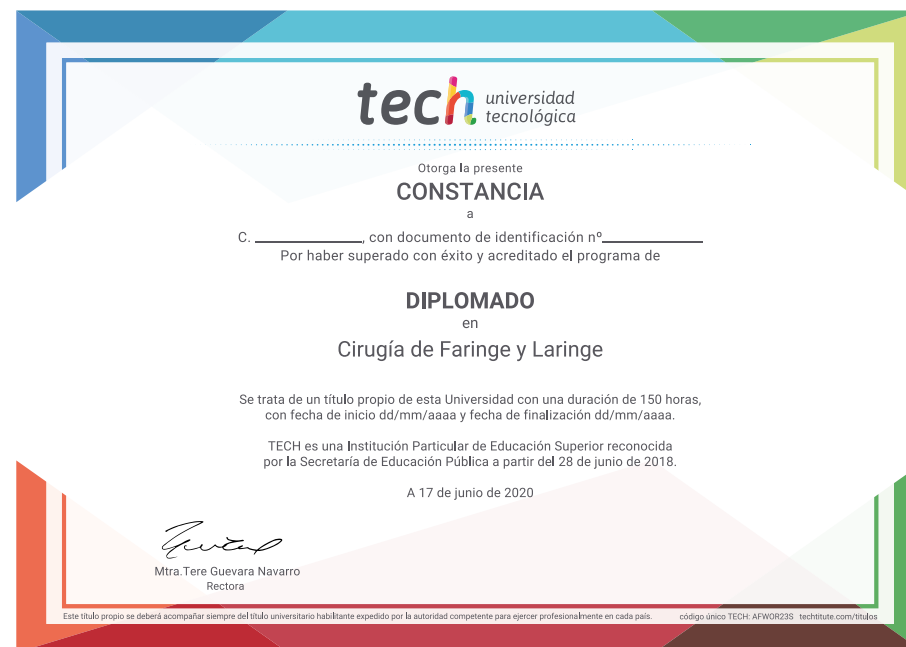 tech universidad
tecnológica
Otorga la presente
CONSTANCIA
a
C. ____________, con documento de identificación nº____________
Por haber superado con éxito y acreditado el programa de
DIPLOMADO
en
Cirugía de Faringe y Laringe
Se trata de un título propio de esta Universidad con una duración de 150 horas,
con fecha de inicio dd/mm/aaaa y fecha de finalización dd/mm/aaaa.
TECH es una Institución Particular de Educación Superior reconocida
por la Secretaría de Educación Pública a partir del 28 de junio de 2018.
A 17 de junio de 2020
Mtra.Tere Guevara Navarro
Rectora
Este título propio se deberá acompañar siempre del título universitario habilitante expedido por la autoridad competente para ejercer profesionalmente en cada país. código único TECH: AFWOR23S techtitute.com/titulos